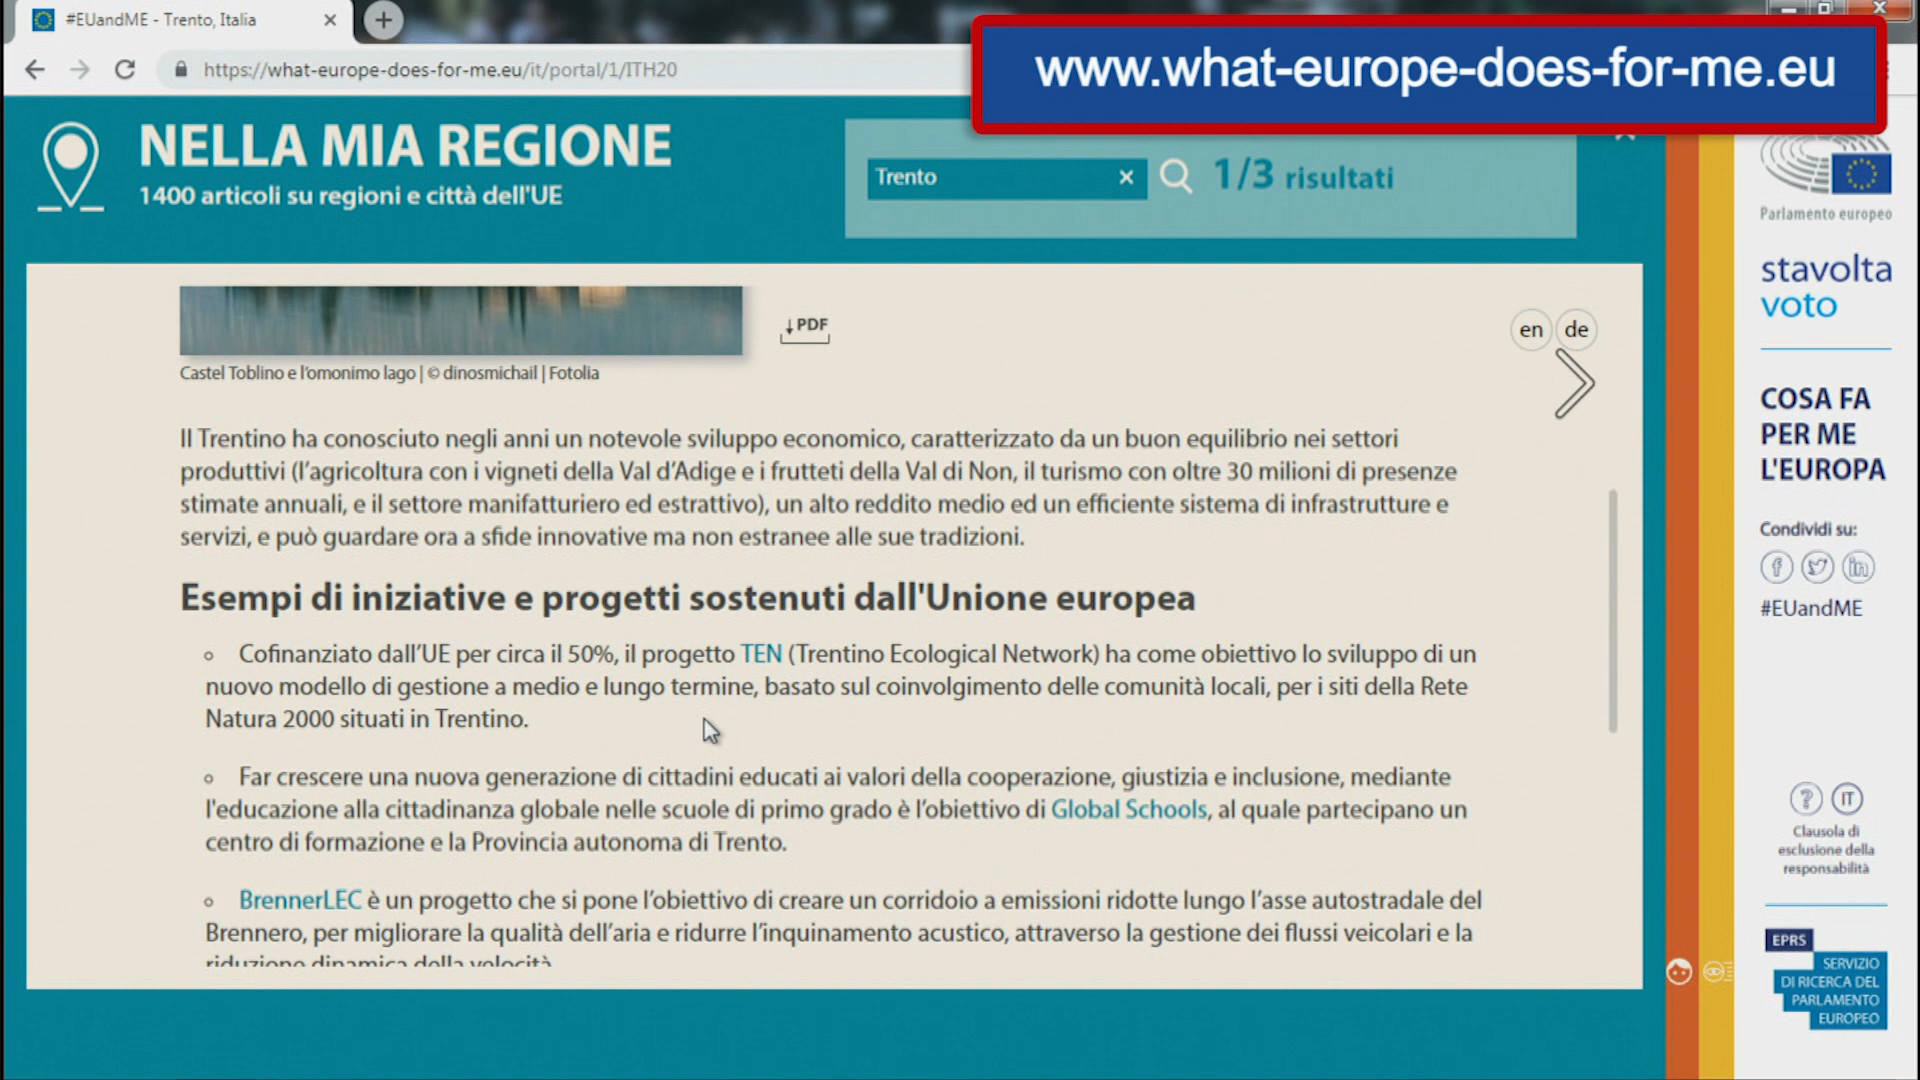 #EUandME - Trento, Italia
https://what-europe-does-for-me.eu/it/portal/1/ITH20
www.what-europe-does-for-me.eu
NELLA MIA REGIONE
1400 articoli su regioni e città dell'UE
Trento
1/3 risultati
PDF
en de
Castel Toblino e l'omonimo lago | © dinosmichail | Fotolia
Il Trentino ha conosciuto negli anni un notevole sviluppo economico, caratterizzato da un buon equilibrio nei settori
produttivi (l'agricoltura con i vigneti della Val d'Adige e i frutteti della Val di Non, il turismo con oltre 30 milioni di presenze
stimate annuali, e il settore manifatturiero ed estrattivo), un alto reddito medio ed un efficiente sistema di infrastrutture e
servizi, e può guardare ora a sfide innovative ma non estranee alle sue tradizioni.
Esempi di iniziative e progetti sostenuti dall'Unione europea
Cofinanziato dall'UE per circa il 50%, il progetto TEN (Trentino Ecological Network) ha come obiettivo lo sviluppo di un
nuovo modello di gestione a medio e lungo termine, basato sul coinvolgimento delle comunità locali, per i siti della Rete
Natura 2000 situati in Trentino.
Far crescere una nuova generazione di cittadini educati ai valori della cooperazione, giustizia e inclusione, mediante
l'educazione alla cittadinanza globale nelle scuole di primo grado è l'obiettivo di Global Schools, al quale partecipano un
centro di formazione e la Provincia autonoma di Trento.
BrennerLEC è un progetto che si pone l'obiettivo di creare un corridoio a emissioni ridotte lungo l'asse autostradale del
Brennero, per migliorare la qualità dell'aria e ridurre l'inquinamento acustico, attraverso la gestione dei flussi veicolari e la
riduzione dinamica della velocità
Parlamento europeo
stavolta
voto
COSA FA
PER ME
L'EUROPA
Condividi su:
#EUandME
? IT
Clausola di
esclusione della
responsabilità
EPRS
SERVIZIO
DI RICERCA DEL
PARLAMENTO
EUROPEO